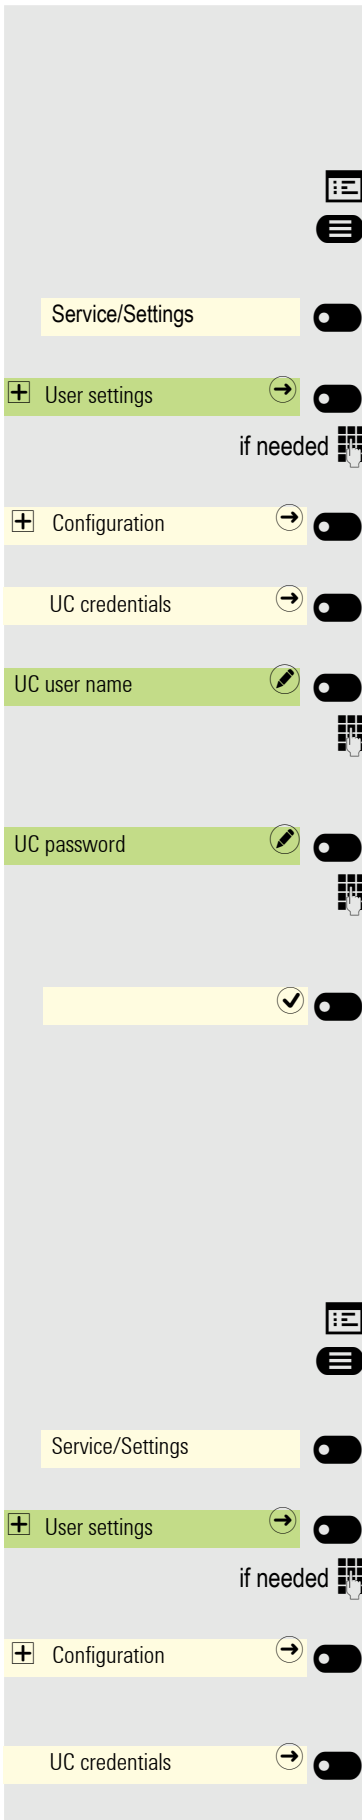 Service/Settings
User settings
if needed
Configuration
UC credentials
UC user name
UC password
Service/Settings
User settings
if needed
Configuration
UC credentials